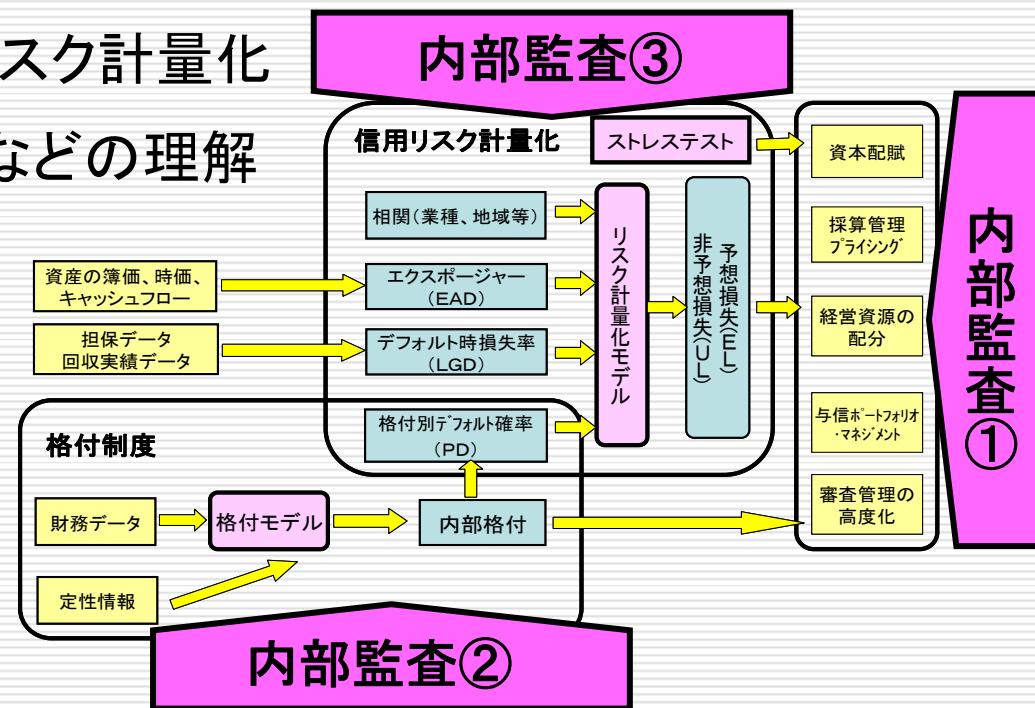 スク計量化
などの理解
内部監査③
信用リスク計量化
ストレステスト
相関（業種、地域等）
エクスポージャー
（EAD）
デフォルト時損失率
（LGD）
格付別ﾃﾞﾌｫﾙﾄ確率
（PD）
リスク計量化モデル
予想損失（EL）
非予想損失（UL）
資産の簿価、時価、
キャッシュフロー
担保データ
回収実績データ
格付制度
財務データ
定性情報
格付モデル
内部格付
資本配賦
採算管理
ﾌﾟﾗｲｼﾝｸﾞ
経営資源の
配分
与信ﾎﾟｰﾄﾌｫﾘｵ
・ﾏﾈｼﾞﾒﾝﾄ
審査管理の
高度化
内部監査①
内部監査②